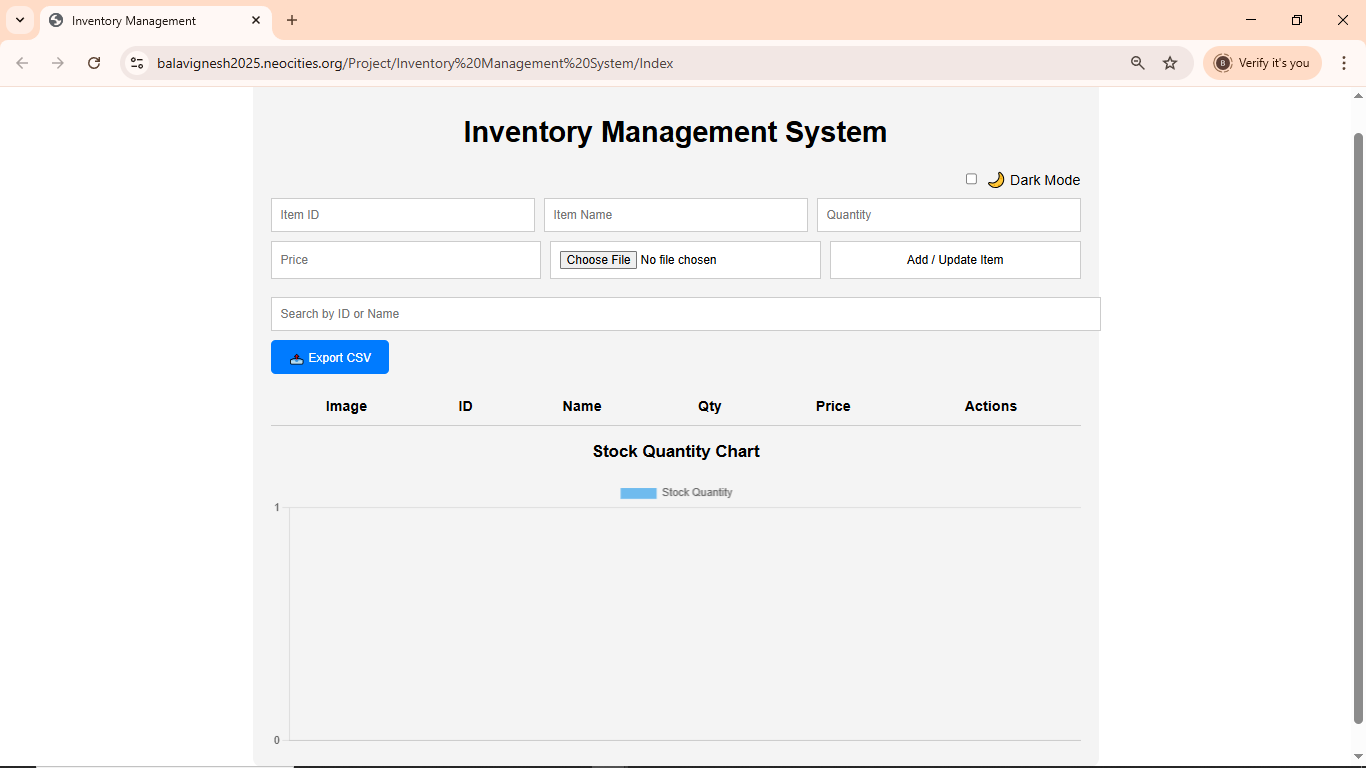 Inventory Management
balavignesh2025.neocities.org/Project/Inventory%20Management%20System/Index
B Verify it's you
Inventory Management System
🌙 Dark Mode
Item ID Item Name Quantity
Price Choose File No file chosen Add / Update Item
Search by ID or Name
📤 Export CSV
Image ID Name Qty Price Actions
Stock Quantity Chart
Stock Quantity
1
0